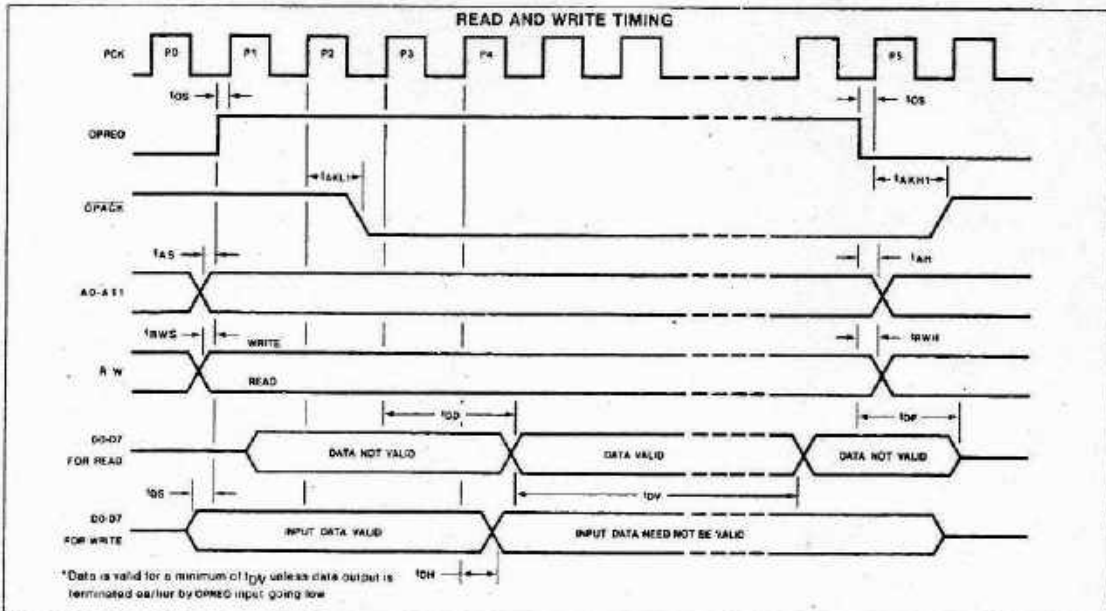 READ AND WRITE TIMING
PCK P0 P1 P2 P3 P4 P5
tOS tOS
OPREQ
tAKL1 tAKH1
OPACK
tAS tAH
A0-A11
tRWS WRITE tRWH
R W READ
tDD tDF
D0-D7
FOR READ
DATA NOT VALID DATA VALID DATA NOT VALID
tDS tDV
D0-D7
FOR WRITE
INPUT DATA VALID INPUT DATA NEED NOT BE VALID
tDH
*Data is valid for a minimum of tDV unless data output is
terminated earlier by OPREQ input going low